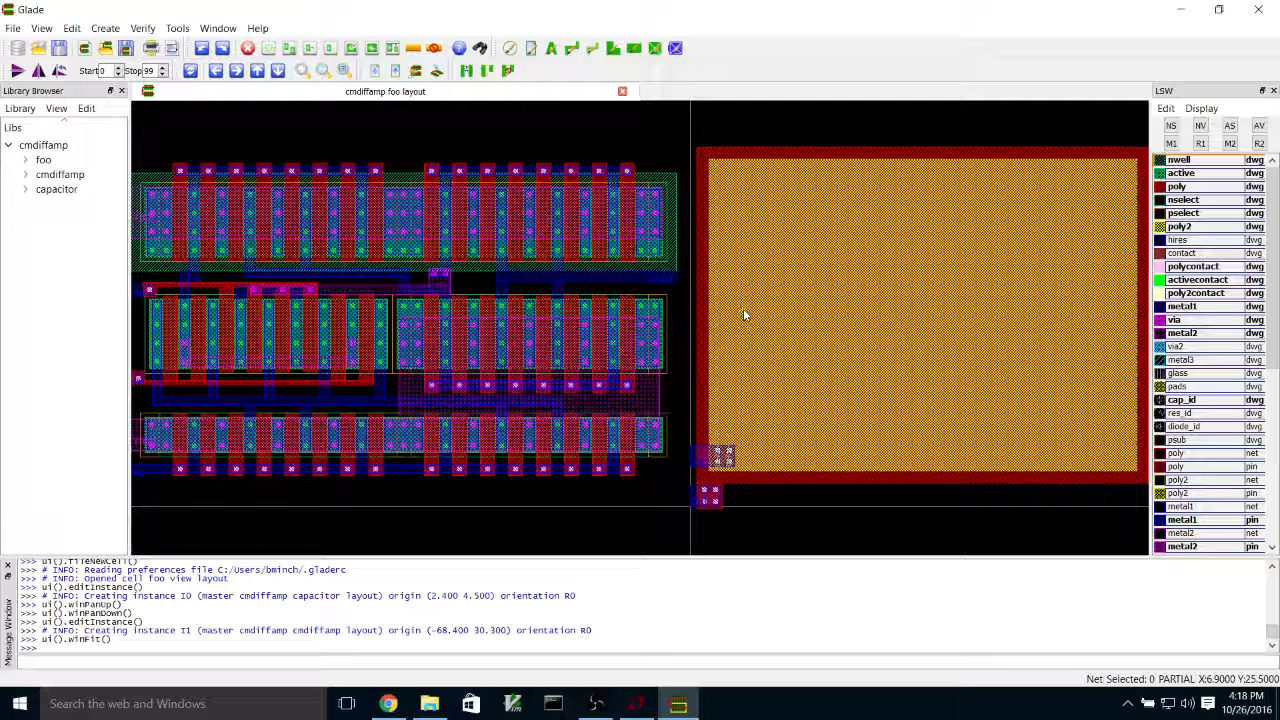 Glade
File View Edit Create Verify Tools Window Help
Start 0 Stop 99
Library Browser
cmdiffamp foo layout
LSW
Library View Edit
Edit Display
Libs
cmdiffamp
foo
cmdiffamp
capacitor
NS NV AS AV
M1 R1 M2 R2
nwell dwg
active dwg
poly dwg
nselect dwg
pselect dwg
poly2 dwg
hires dwg
contact dwg
polycontact dwg
activecontact dwg
poly2contact dwg
metal1 dwg
via dwg
metal2 dwg
via2 dwg
metal3 dwg
glass dwg
pads dwg
cap_id dwg
res_id dwg
diode_id dwg
psub dwg
poly net
poly pin
poly2 net
poly2 pin
metal1 net
metal1 pin
metal2 net
metal2 pin
>>> ui().fileNewCell()
>>> # INFO: Reading preferences file C:/Users/bminch/.gladerc
>>> # INFO: Opened cell foo view layout
>>> ui().editInstance()
>>> # INFO: Creating instance I0 (master cmdiffamp capacitor layout) origin (2.400 4.500) orientation R0
>>> ui().winPanUp()
>>> ui().winPanDown()
>>> ui().editInstance()
>>> # INFO: Creating instance I1 (master cmdiffamp cmdiffamp layout) origin (-68.400 30.300) orientation R0
>>> ui().winFit()
>>>
Message Window
Net: Selected: 0 PARTIAL X:6.9000 Y:25.5000
Search the web and Windows
4:18 PM
10/26/2016